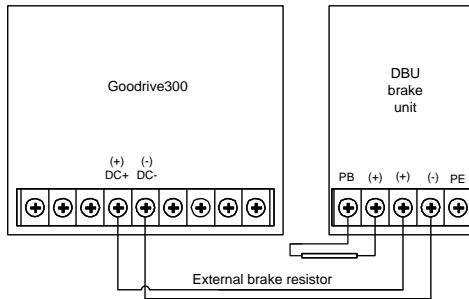 Goodrive300
DBU
brake
unit
(+) (-)
DC+ DC-
PB (+) (+) (-) PE
External brake resistor